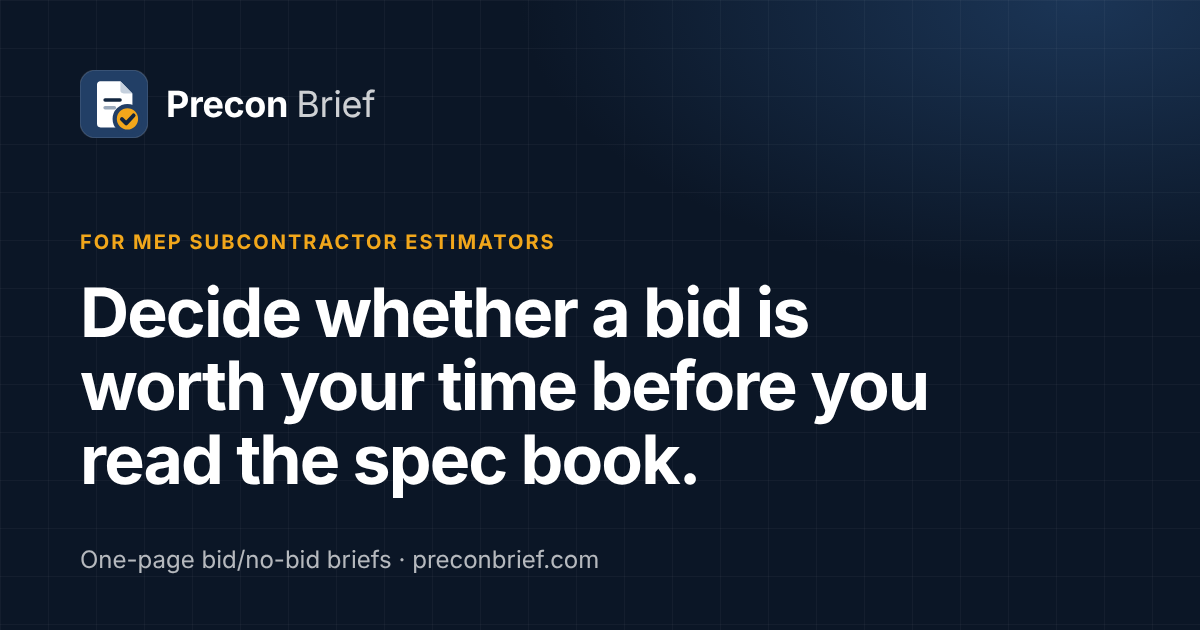 Precon Brief
FOR MEP SUBCONTRACTOR ESTIMATORS
Decide whether a bid is
worth your time before you
read the spec book.
One-page bid/no-bid briefs · preconbrief.com